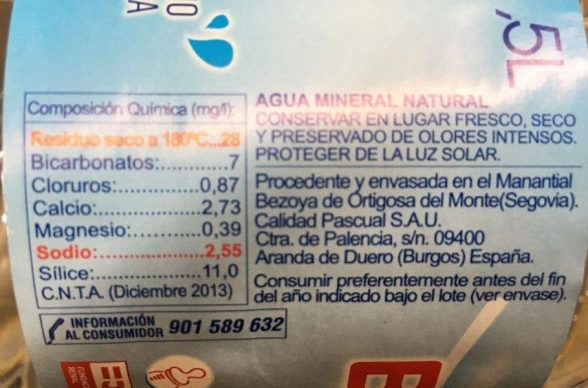 O
A
,5L
Composición Química (mg/l):
Residuo seco a 180°C...28
Bicarbonatos:..........7
Cloruros:...............0,87
Calcio:..................2,73
Magnesio:............0,39
Sodio:..................2,55
Sílice:...................11,0
C.N.T.A. (Diciembre 2013)
INFORMACIÓN
AL CONSUMIDOR 901 589 632
AGUA MINERAL NATURAL
CONSERVAR EN LUGAR FRESCO, SECO
Y PRESERVADO DE OLORES INTENSOS.
PROTEGER DE LA LUZ SOLAR.
Procedente y envasada en el Manantial
Bezoya de Ortigosa del Monte(Segovia).
Calidad Pascual S.A.U.
Ctra. de Palencia, s/n. 09400
Aranda de Duero (Burgos) España.
Consumir preferentemente antes del fin
del año indicado bajo el lote (ver envase).